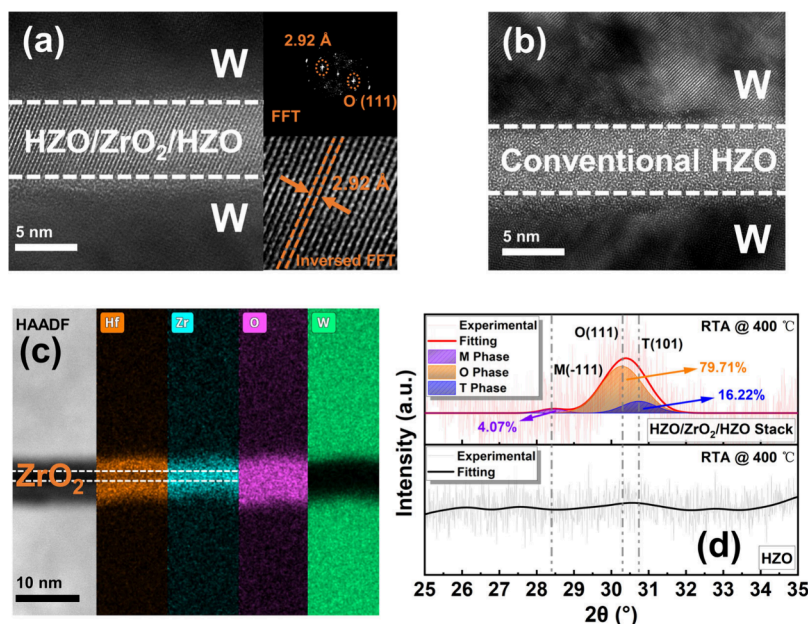 (a)
W
HZO/ZrO2/HZO
W
5 nm
2.92 Å
O (111)
FFT
2.92 Å
Inversed FFT
(b)
W
Conventional HZO
W
5 nm
(c)
HAADF
Hf
Zr
O
W
ZrO2
10 nm
Intensity (a.u.)
Experimental
Fitting
M Phase
O Phase
T Phase
O(111)
T(101)
M(-111)
RTA @ 400 ℃
79.71%
16.22%
4.07%
HZO/ZrO2/HZO Stack
Experimental
Fitting
RTA @ 400 ℃
(d)
HZO
25 26 27 28 29 30 31 32 33 34 35
2θ (°)